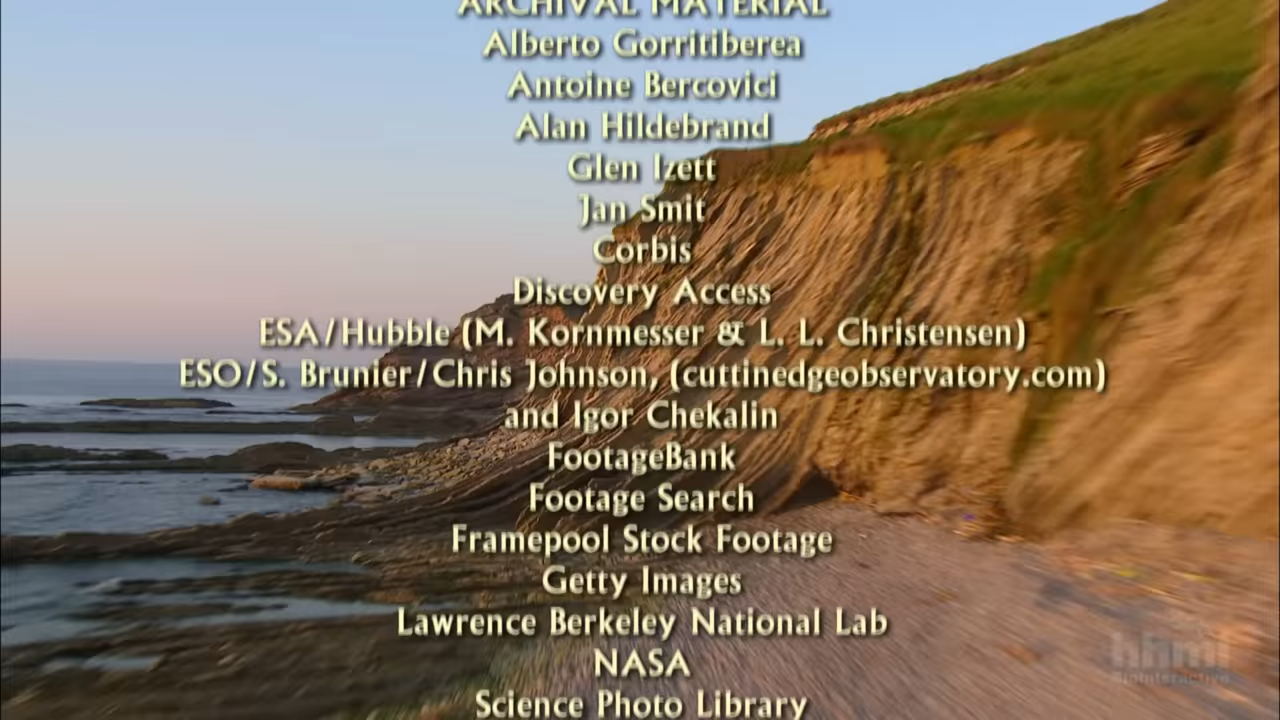 ARCHIVAL MATERIAL
Alberto Gorritiberea
Antoine Bercovici
Alan Hildebrand
Glen Izett
Jan Smit
Corbis
Discovery Access
ESA/Hubble (M. Kornmesser & L. L. Christensen)
ESO/S. Brunier/Chris Johnson, (cuttinedgeobservatory.com)
and Igor Chekalin
FootageBank
Footage Search
Framepool Stock Footage
Getty Images
Lawrence Berkeley National Lab
NASA
Science Photo Library
hhmi
BioInteractive